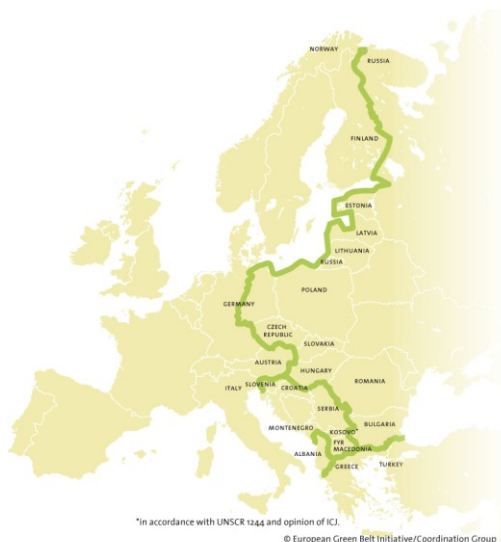 NORWAY
RUSSIA
FINLAND
ESTONIA
LATVIA
LITHUANIA
RUSSIA
POLAND
GERMANY
CZECH
REPUBLIC
SLOVAKIA
AUSTRIA
HUNGARY
ITALY
SLOVENIA
CROATIA
ROMANIA
SERBIA
MONTENEGRO
KOSOVO*
BULGARIA
FYR
MACEDONIA
ALBANIA
GREECE
TURKEY
*in accordance with UNSCR 1244 and opinion of ICJ.
© European Green Belt Initiative/Coordination Group